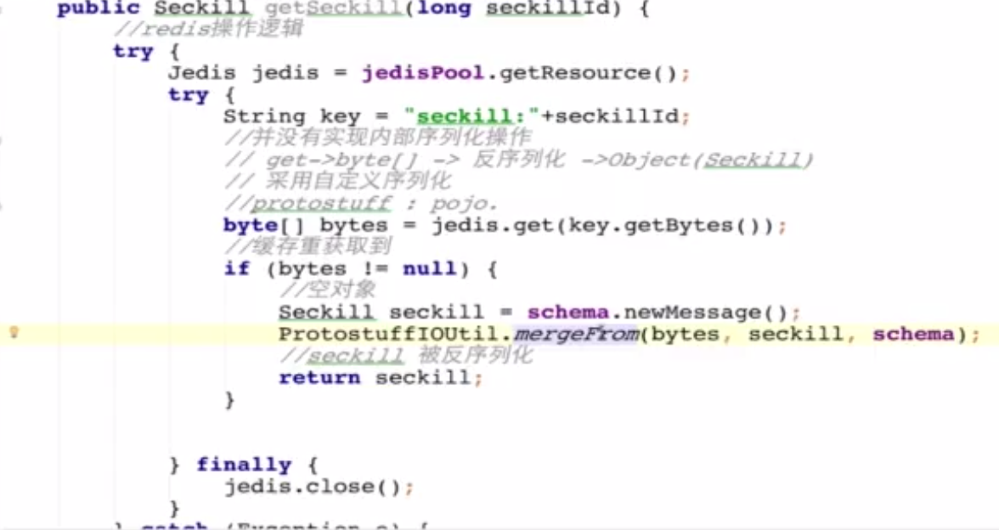 public Seckill getSeckill(long seckillId) {
//redis操作逻辑
try {
Jedis jedis = jedisPool.getResource();
try {
String key = "seckill:"+seckillId;
//并没有实现内部序列化操作
// get->byte[] -> 反序列化 ->Object(Seckill)
// 采用自定义序列化
//protostuff : pojo.
byte[] bytes = jedis.get(key.getBytes());
//缓存重获取到
if (bytes != null) {
//空对象
Seckill seckill = schema.newMessage();
ProtostuffIOUtil.mergeFrom(bytes, seckill, schema);
//seckill 被反序列化
return seckill;
}
} finally {
jedis.close();
}
} catch (Exception e) {